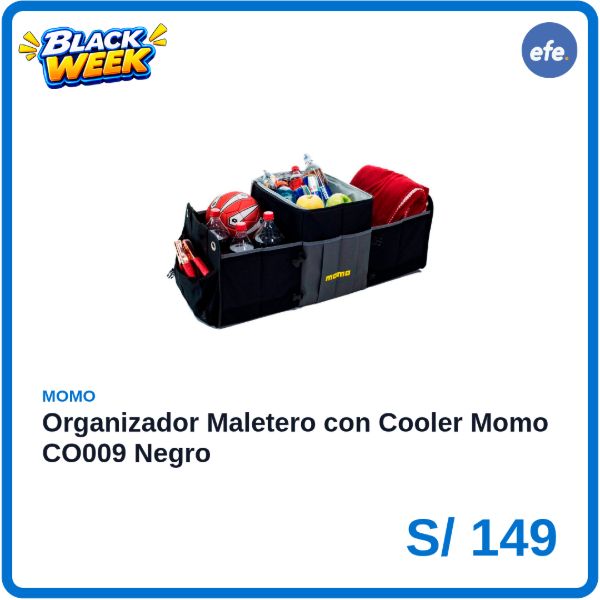 BLACK
WEEK
efe.
momo
MOMO
Organizador Maletero con Cooler Momo
CO009 Negro
S/ 149